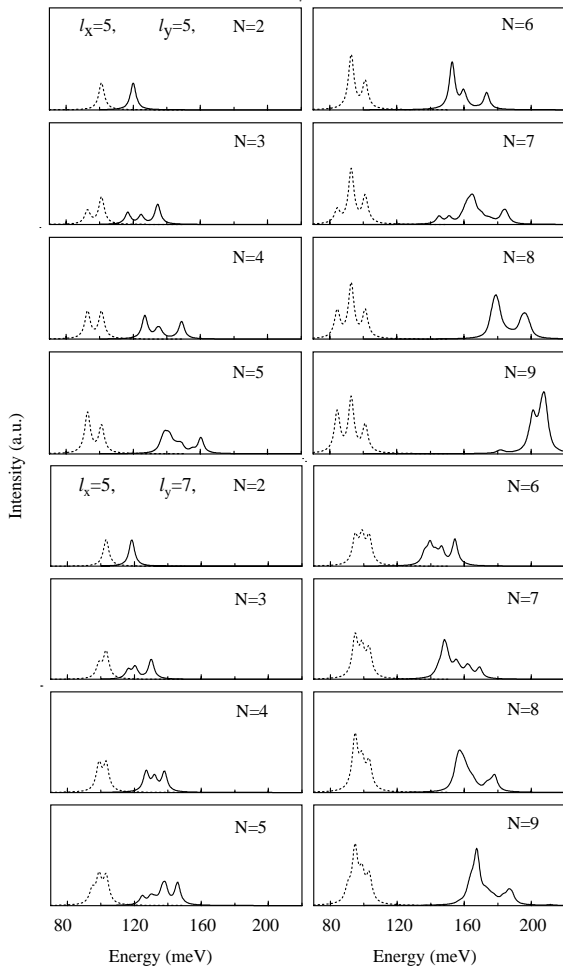 l_x=5, l_y=5, N=2
N=3
N=4
N=5
l_x=5, l_y=7, N=2
N=3
N=4
N=5
80 120 160 200
Energy (meV)
N=6
N=7
N=8
N=9
N=6
N=7
N=8
N=9
80 120 160 200
Energy (meV)
Intensity (a.u.)